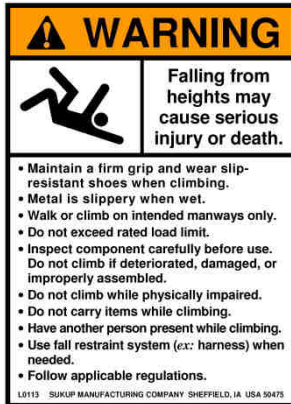 WARNING
Falling from
heights may
cause serious
injury or death.
• Maintain a firm grip and wear slip-
resistant shoes when climbing.
• Metal is slippery when wet.
• Walk or climb on intended manways only.
• Do not exceed rated load limit.
• Inspect component carefully before use.
Do not climb if deteriorated, damaged, or
improperly assembled.
• Do not climb while physically impaired.
• Do not carry items while climbing.
• Have another person present while climbing.
• Use fall restraint system (ex: harness) when
needed.
• Follow applicable regulations.
L0113 SUKUP MANUFACTURING COMPANY SHEFFIELD, IA USA 50475